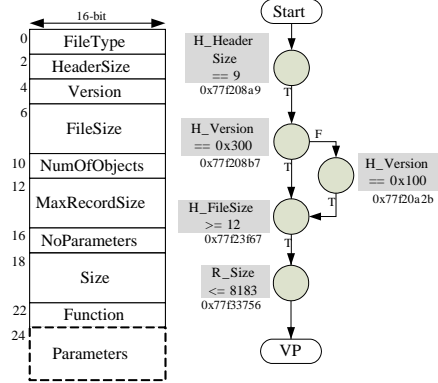 16-bit
0
FileType
2
HeaderSize
4
Version
6
FileSize
10
NumOfObjects
12
MaxRecordSize
16
NoParameters
18
Size
22
Function
24
Parameters
Start
H_Header
Size
== 9
0x77f208a9
T
H_Version
== 0x300
0x77f208b7
T
F
H_Version
== 0x100
0x77f20a2b
T
H_FileSize
>= 12
0x77f23f67
T
R_Size
<= 8183
0x77f33756
VP